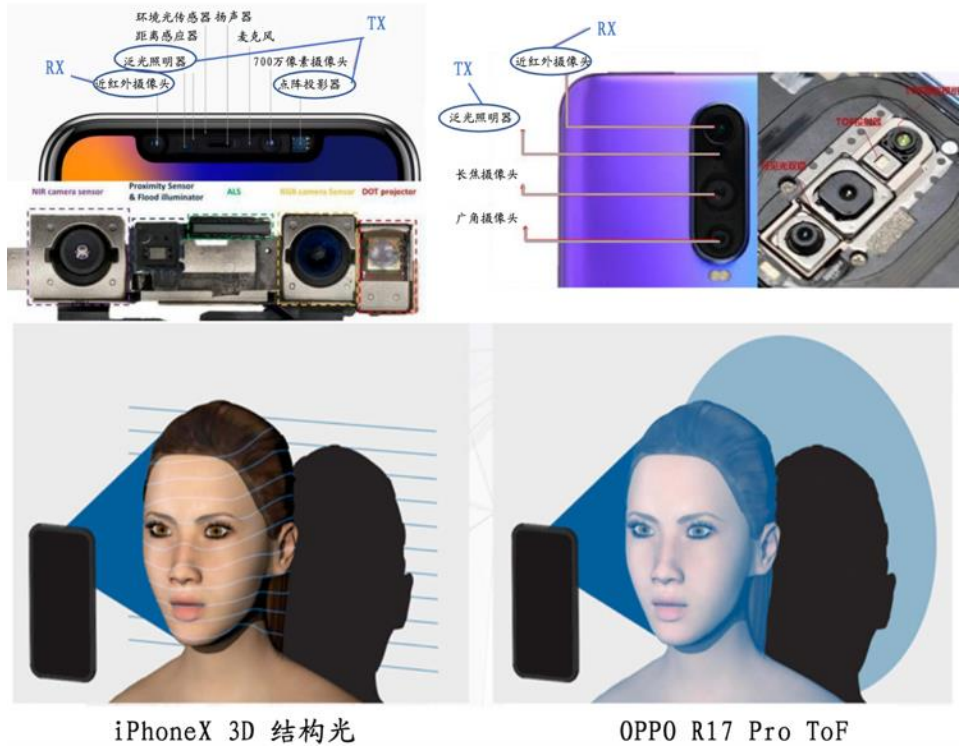 环境光传感器 扬声器
TX
距离感应器
麦克风
泛光照明器
700万像素摄像头
RX
近红外摄像头
点阵投影器
NIR camera sensor
Proximity Sensor
& Flood illuminator
ALS
RGB camera Sensor
DOT projector
RX
近红外摄像头
TX
泛光照明器
长焦摄像头
广角摄像头
iPhoneX 3D 结构光
OPPO R17 Pro ToF